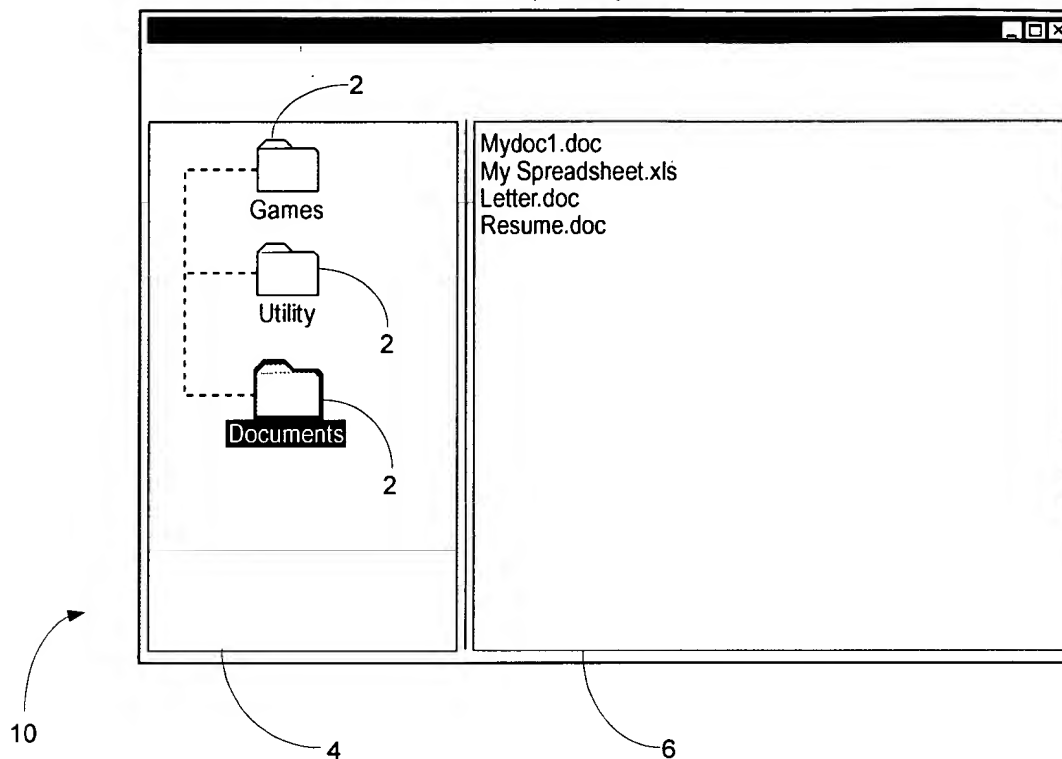 2
Mydoc1.doc
My Spreadsheet.xls
Letter.doc
Resume.doc
Games
Utility
2
Documents
2
10
4
6